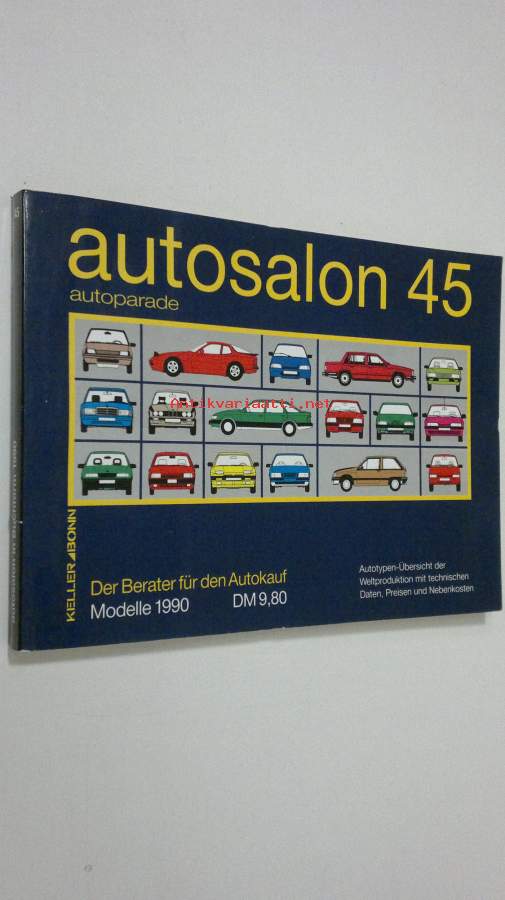 autosalon 45
autoparade
antikvariaatti.net
KELLER BONN
Der Berater für den Autokauf
Modelle 1990 DM 9,80
Autotypen-Übersicht der
Weltproduktion mit technischen
Daten, Preisen und Nebenkosten
45